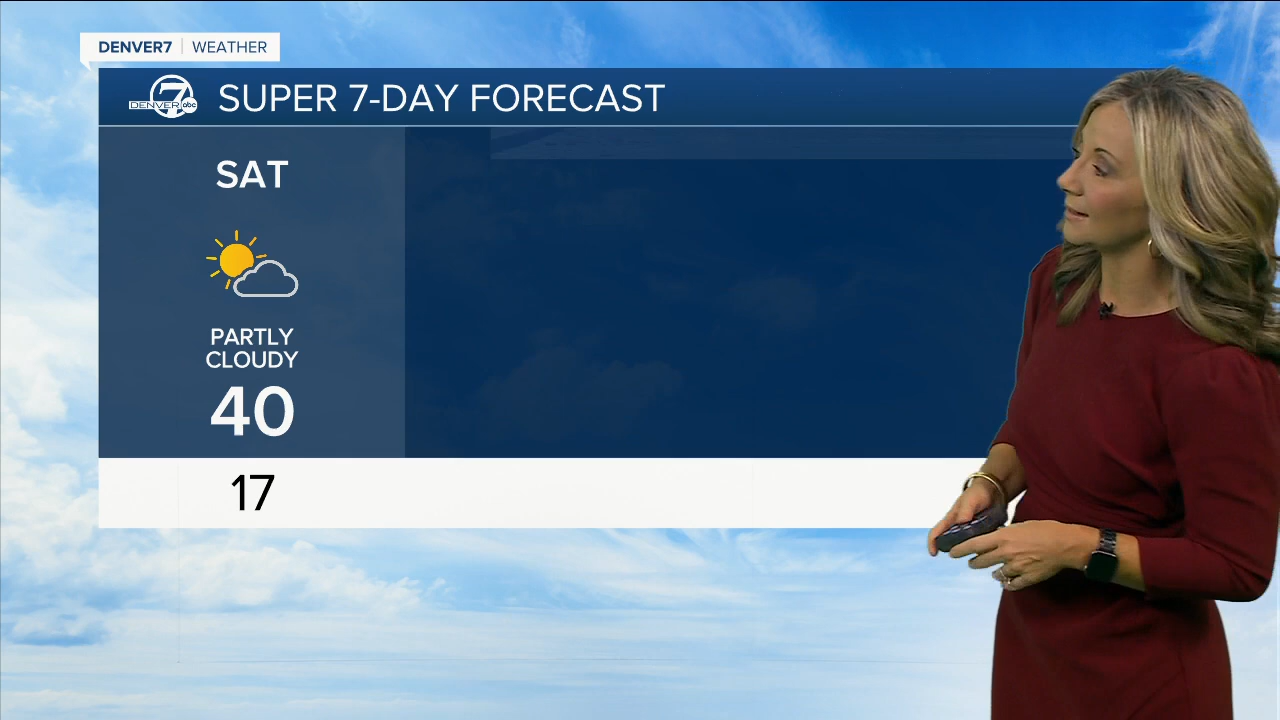 DENVER7 | WEATHER
7
DENVER abc
SUPER 7-DAY FORECAST
SAT
PARTLY
CLOUDY
40
17